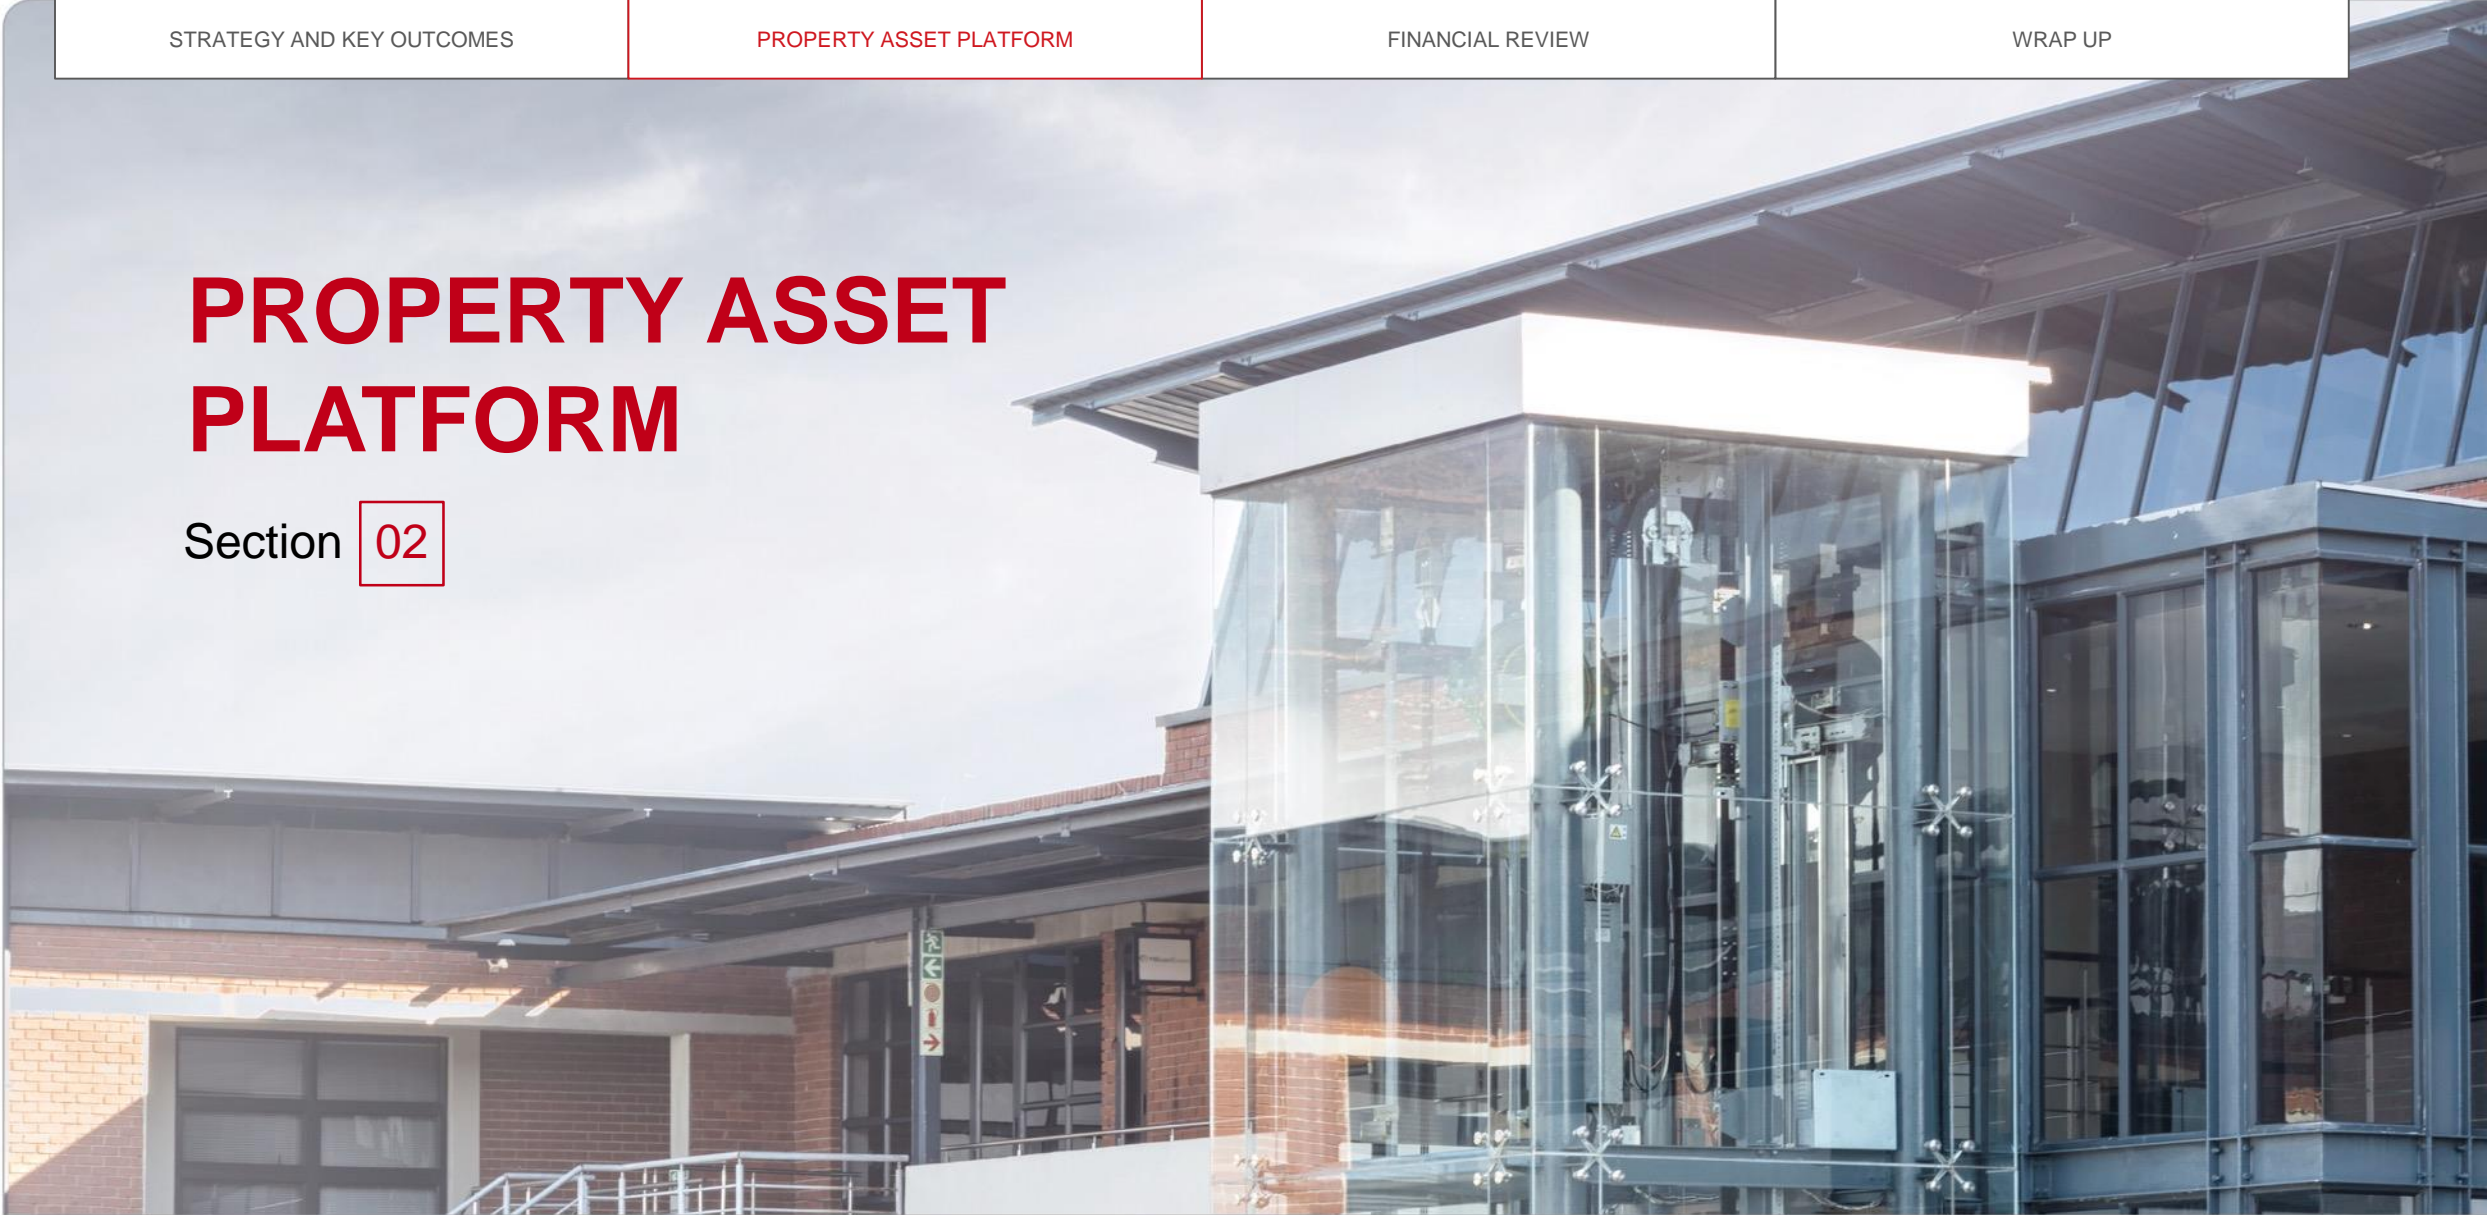 STRATEGY AND KEY OUTCOMES
PROPERTY ASSET PLATFORM
FINANCIAL REVIEW
WRAP UP
PROPERTY ASSET
PLATFORM
Section 02